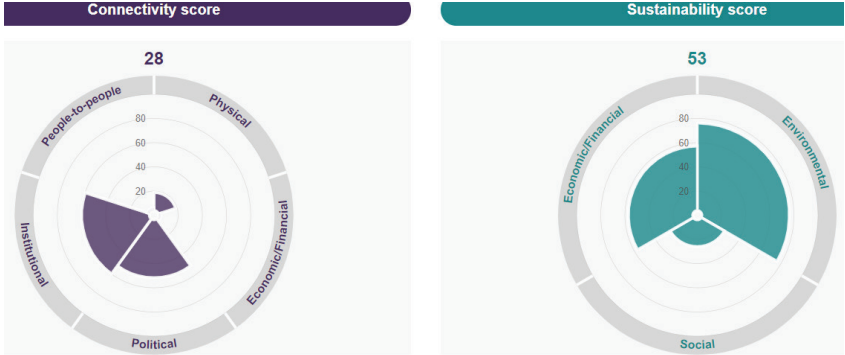 Connectivity score
28
People-to-people
Physical
80
60
40
20
Institutional
Economic/Financial
Political
Sustainability score
53
Economic/Financial
Environmental
80
60
40
20
Social